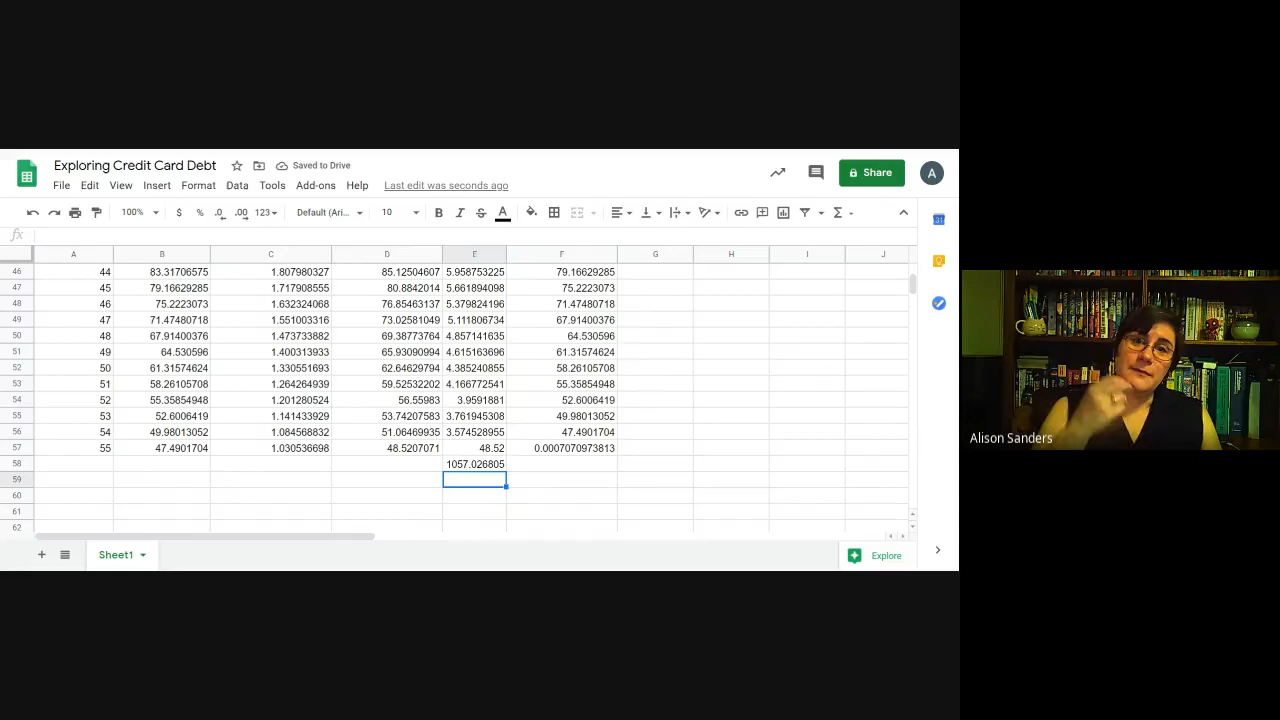 Exploring Credit Card Debt Saved to Drive
File Edit View Insert Format Data Tools Add-ons Help Last edit was seconds ago
Share A
100% $ % .0 .00 123 Default (Ari... 10 B I S A Σ
fx
A B C D E F G H I J
46 44 83.31706575 1.807980327 85.12504607 5.958753225 79.16629285
47 45 79.16629285 1.717908555 80.8842014 5.661894098 75.2223073
48 46 75.2223073 1.632324068 76.85463137 5.379824196 71.47480718
49 47 71.47480718 1.551003316 73.02581049 5.111806734 67.91400376
50 48 67.91400376 1.473733882 69.38773764 4.857141635 64.530596
51 49 64.530596 1.400313933 65.93090994 4.615163696 61.31574624
52 50 61.31574624 1.330551693 62.64629794 4.385240855 58.26105708
53 51 58.26105708 1.264264939 59.52532202 4.166772541 55.35854948
54 52 55.35854948 1.201280524 56.55983 3.9591881 52.6006419
55 53 52.6006419 1.141433929 53.74207583 3.761945308 49.98013052
56 54 49.98013052 1.084568832 51.06469935 3.574528955 47.4901704
57 55 47.4901704 1.030536698 48.5207071 48.52 0.0007070973813
58 1057.026805
59
60
61
62
Sheet1 Explore
31
Alison Sanders